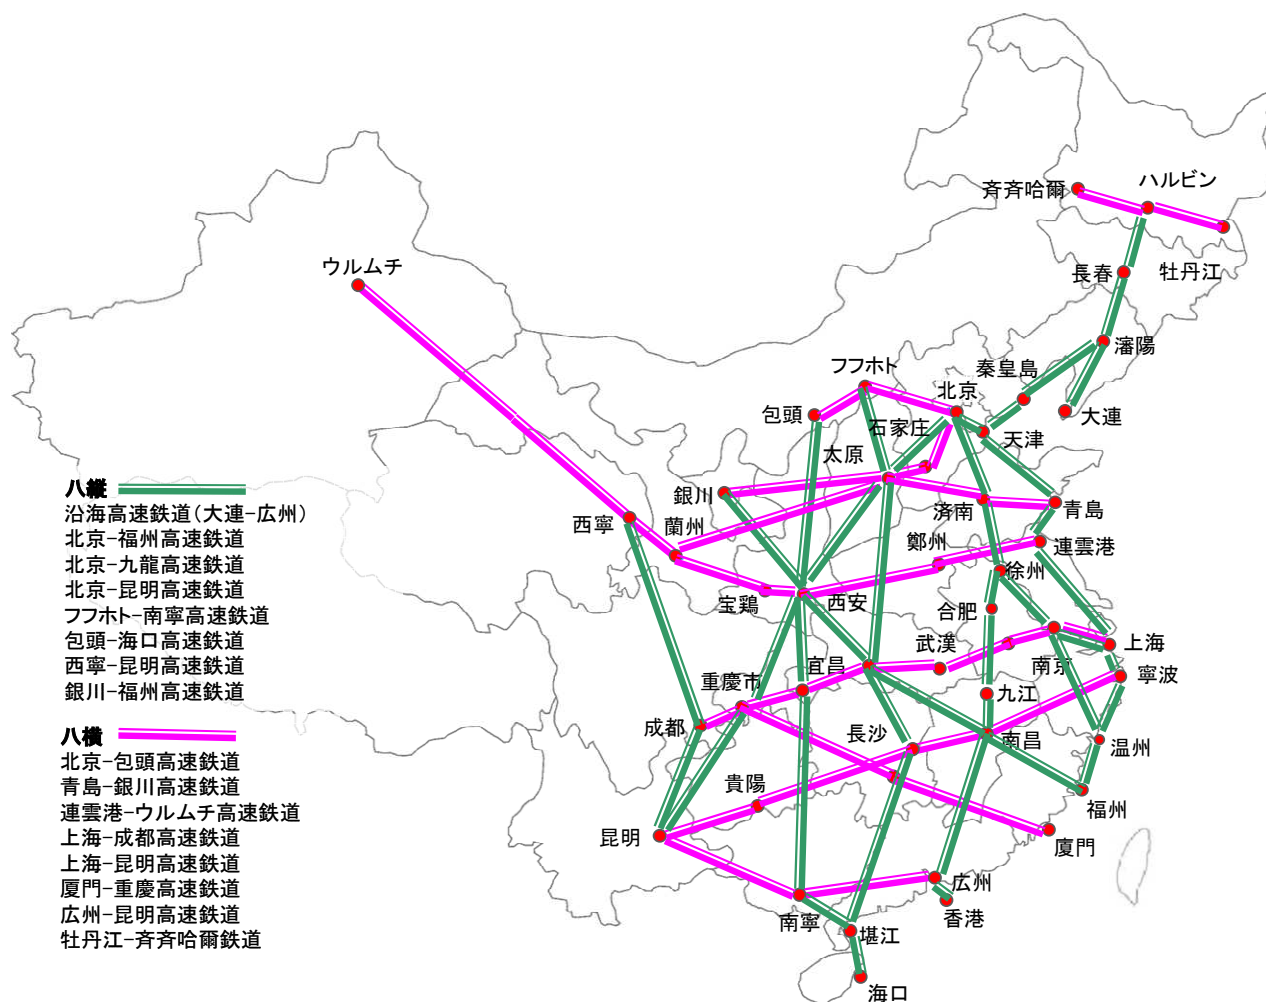 斉斉哈爾
ハルビン
牡丹江
長春
瀋陽
ウルムチ
フフホト
秦皇島
北京
大連
包頭
石家庄
天津
太原
銀川
済南
青島
西寧
蘭州
鄭州
連雲港
徐州
宝鶏
西安
合肥
武漢
南京
上海
宜昌
寧波
重慶市
九江
成都
長沙
南昌
温州
貴陽
福州
昆明
廈門
広州
香港
南寧
堪江
海口
八縦
沿海高速鉄道(大連-広州)
北京-福州高速鉄道
北京-九龍高速鉄道
北京-昆明高速鉄道
フフホト-南寧高速鉄道
包頭-海口高速鉄道
西寧-昆明高速鉄道
銀川-福州高速鉄道
八横
北京-包頭高速鉄道
青島-銀川高速鉄道
連雲港-ウルムチ高速鉄道
上海-成都高速鉄道
上海-昆明高速鉄道
廈門-重慶高速鉄道
広州-昆明高速鉄道
牡丹江-斉斉哈爾鉄道